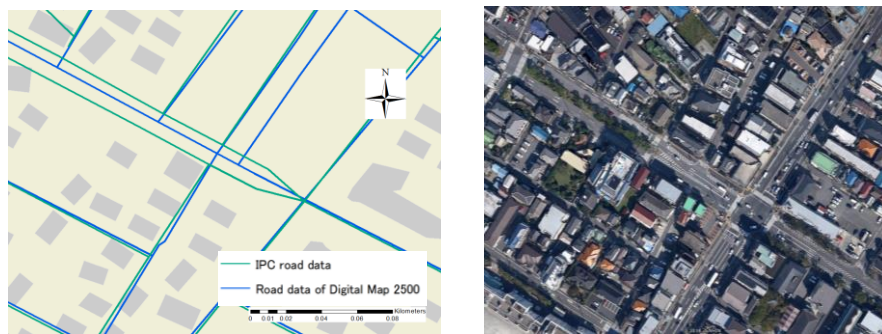 N
IPC road data
Road data of Digital Map 2500
Kilometers
0 0.01 0.02 0.04 0.06 0.08